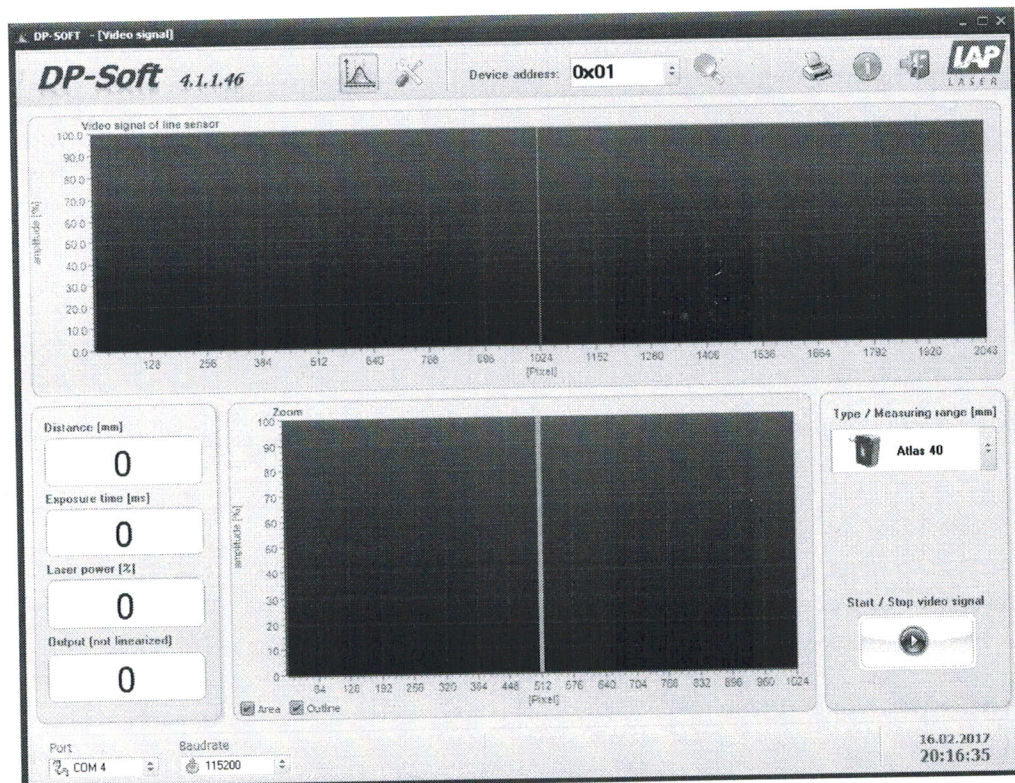 DP-SOFT - [Video signal]
DP-Soft 4.1.1.46
Device address: 0x01
LAP
LASER
Video signal of line sensor
100.0
90.0
80.0
70.0
60.0
50.0
40.0
30.0
20.0
10.0
0.0
amplitude [%]
128 256 384 512 640 768 896 1024 1152 1280 1408 1536 1664 1792 1920 2048
[Pixel]
Distance [mm]
0
Exposure time [ms]
0
Laser power [%]
0
Output (not linearized)
0
Zoom
100
90
80
70
60
50
40
30
20
10
0
amplitude [%]
64 128 192 256 320 384 448 512 576 640 704 768 832 896 960 1024
[Pixel]
Area Outline
Type / Measuring range [mm]
Atlas 40
Start / Stop video signal
Port
COM 4
Baudrate
115200
16.02.2017
20:16:35